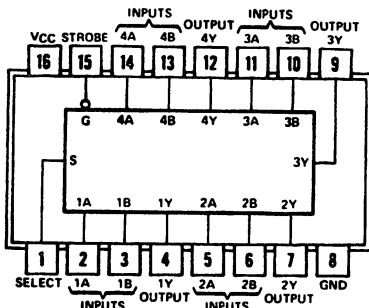 INPUTS OUTPUT INPUTS OUTPUT
VCC STROBE 4A 4B 4Y 3A 3B 3Y
16 15 14 13 12 11 10 9
G 4A 4B 4Y 3A 3B
S 3Y
1A 1B 1Y 2A 2B 2Y
1 2 3 4 5 6 7 8
SELECT 1A 1B 1Y 2A 2B 2Y GND
INPUTS OUTPUT INPUTS OUTPUT